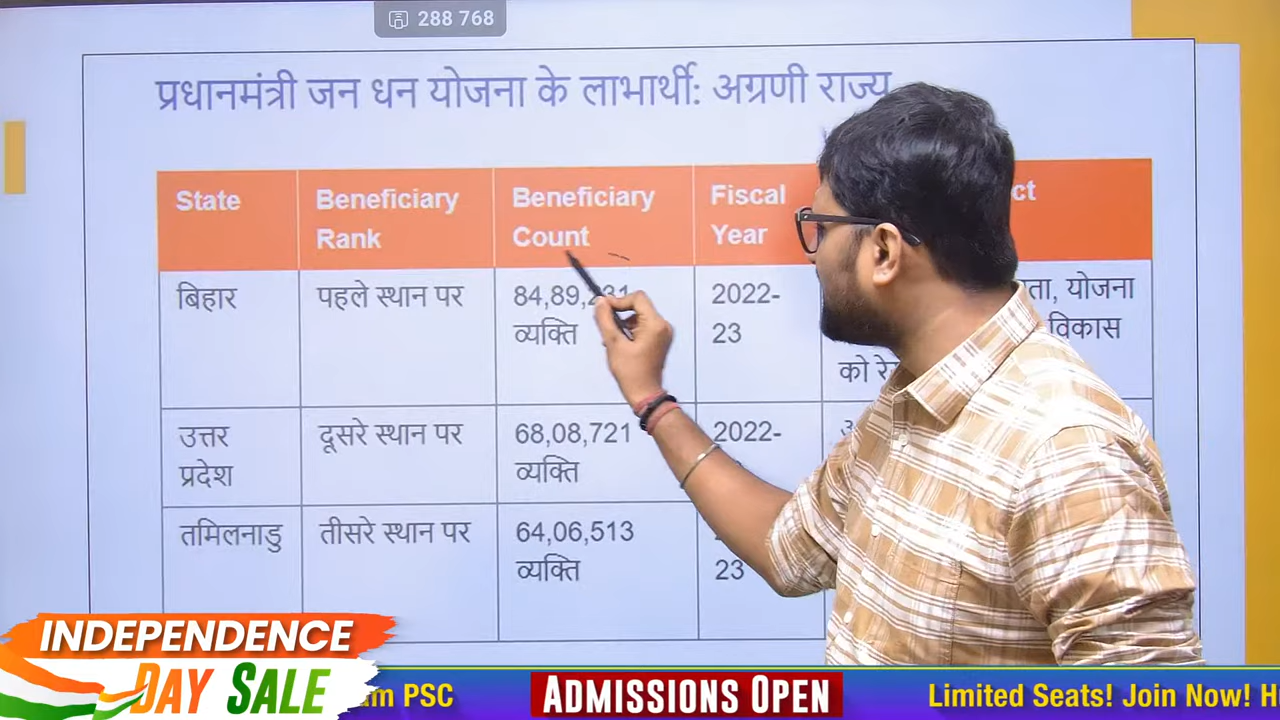 288 768
प्रधानमंत्री जन धन योजना के लाभार्थी: अग्रणी राज्य
State
Beneficiary
Rank
Beneficiary
Count
Fiscal
Year
बिहार
पहले स्थान पर
84,89,231
व्यक्ति
2022-
23
योजना
विकास
को
उत्तर
प्रदेश
दूसरे स्थान पर
68,08,721
व्यक्ति
2022-
तमिलनाडु
तीसरे स्थान पर
64,06,513
व्यक्ति
23
INDEPENDENCE
DAY SALE
PSC
ADMISSIONS OPEN
Limited Seats! Join Now!